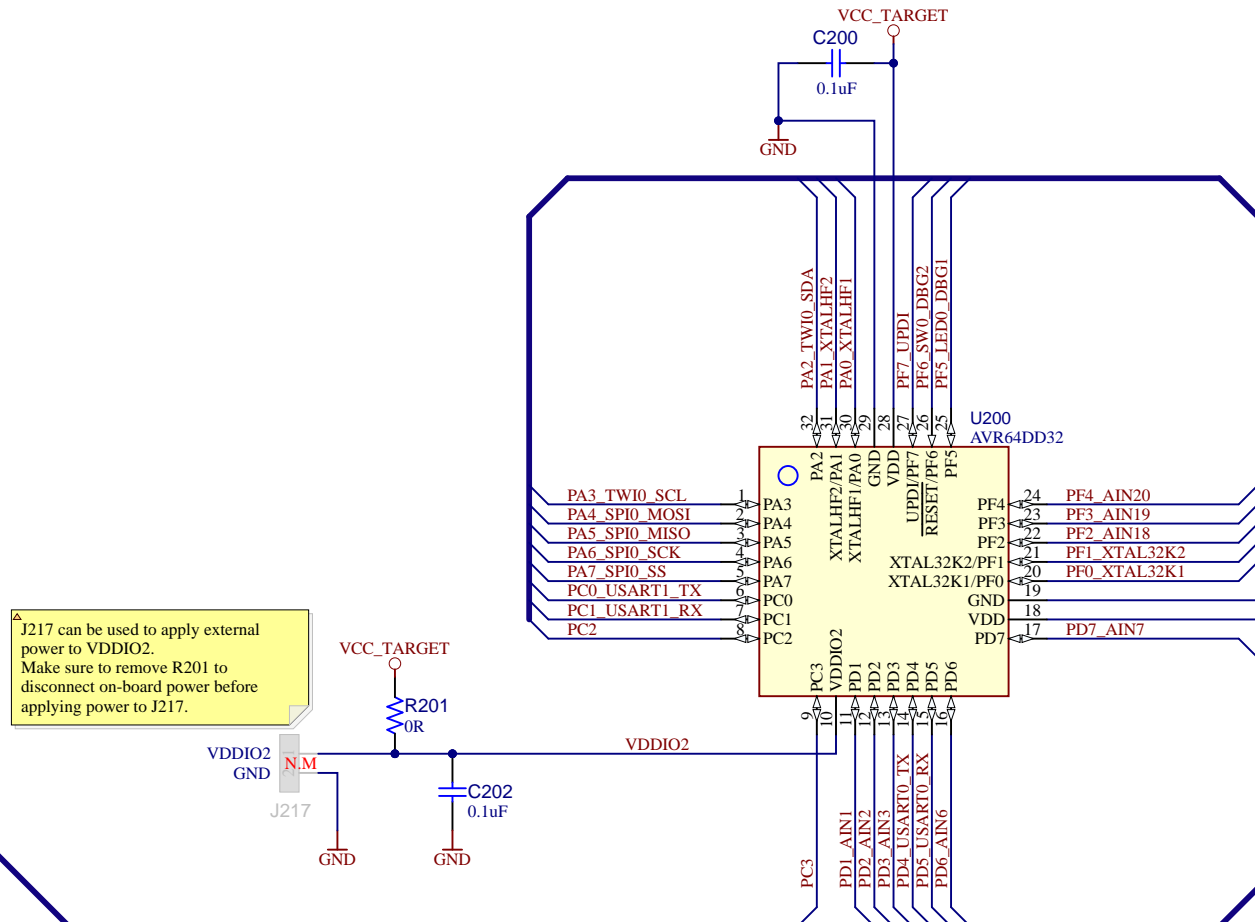 VCC_TARGET
C200
0.1uF
GND
PA2_TWI0_SDA
PA1_XTALHF2
PA0_XTALHF1
PF7_UPDI
PF6_SW0_DBG2
PF5_LED0_DBG1
32
31
30
29
28
27
26
25
U200
AVR64DD32
PA2
XTALHF2/PA1
XTALHF1/PA0
GND
VDD
UPDI/PF7
RESET/PF6
PF5
PA3_TWI0_SCL 1 PA3
PA4_SPI0_MOSI 2 PA4
PA5_SPI0_MISO 3 PA5
PA6_SPI0_SCK 4 PA6
PA7_SPI0_SS 5 PA7
PC0_USART1_TX 6 PC0
PC1_USART1_RX 7 PC1
PC2 8 PC2
PF4 24 PF4_AIN20
PF3 23 PF3_AIN19
PF2 22 PF2_AIN18
XTAL32K2/PF1 21 PF1_XTAL32K2
XTAL32K1/PF0 20 PF0_XTAL32K1
GND 19
VDD 18
PD7 17 PD7_AIN7
PC3
VDDIO2
PD1
PD2
PD3
PD4
PD5
PD6
9
10
11
12
13
14
15
16
PC3
PD1_AIN1
PD2_AIN2
PD3_AIN3
PD4_USART0_TX
PD5_USART0_RX
PD6_AIN6
J217 can be used to apply external
power to VDDIO2.
Make sure to remove R201 to
disconnect on-board power before
applying power to J217.
VCC_TARGET
R201
0R
VDDIO2
VDDIO2
GND
N.M
J217
C202
0.1uF
GND
GND